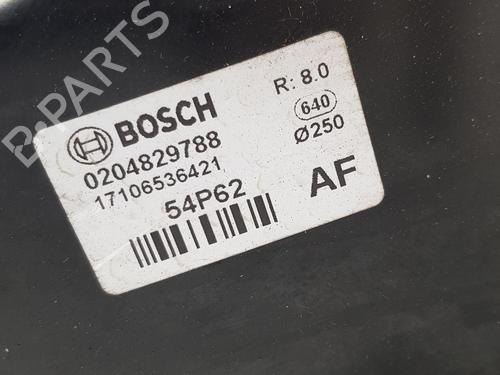 B-PARTS
BOSCH
R: 8.0
0204829788
640
17106536421
Ø250
54P62
AF